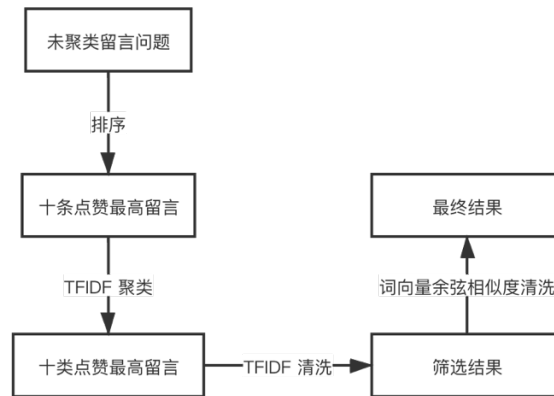 未聚类留言问题
排序
十条点赞最高留言
TFIDF 聚类
十类点赞最高留言
TFIDF 清洗
筛选结果
词向量余弦相似度清洗
最终结果